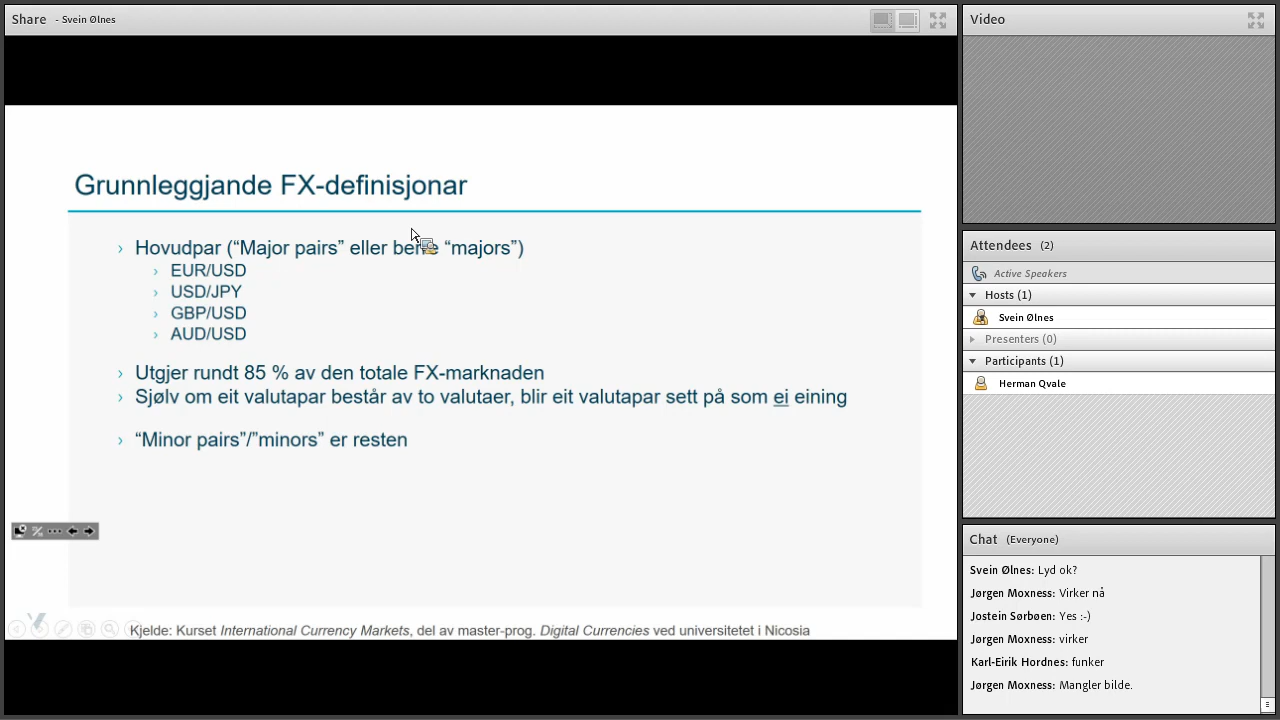 Share - Svein Ølnes
Grunnleggjande FX-definisjonar
› Hovudpar (“Major pairs” eller “majors”)
› EUR/USD
› USD/JPY
› GBP/USD
› AUD/USD
› Utgjer rundt 85 % av den totale FX-marknaden
› Sjølv om eit valutapar består av to valutaer, blir eit valutapar sett på som ei eining
› “Minor pairs”/”minors” er resten
Kjelde: Kurset International Currency Markets, del av master-prog. Digital Currencies ved universitetet i Nicosia
Video
Attendees (2)
Active Speakers
Hosts (1)
Svein Ølnes
Presenters (0)
Participants (1)
Herman Qvale
Chat (Everyone)
Svein Ølnes: Lyd ok?
Jørgen Moxness: Virker nå
Jostein Sørbøen: Yes :-)
Jørgen Moxness: virker
Karl-Eirik Hordnes: funker
Jørgen Moxness: Mangler bilde.